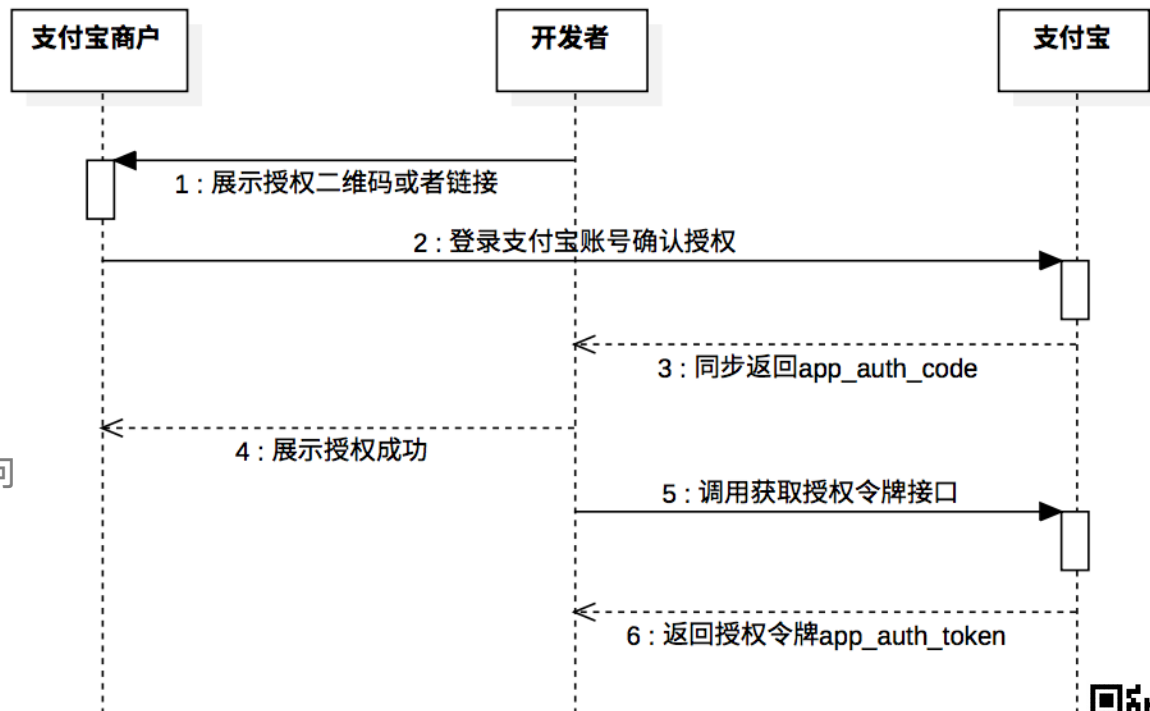 支付宝商户
开发者
支付宝
1 : 展示授权二维码或者链接
2 : 登录支付宝账号确认授权
3 : 同步返回app_auth_code
4 : 展示授权成功
5 : 调用获取授权令牌接口
6 : 返回授权令牌app_auth_token